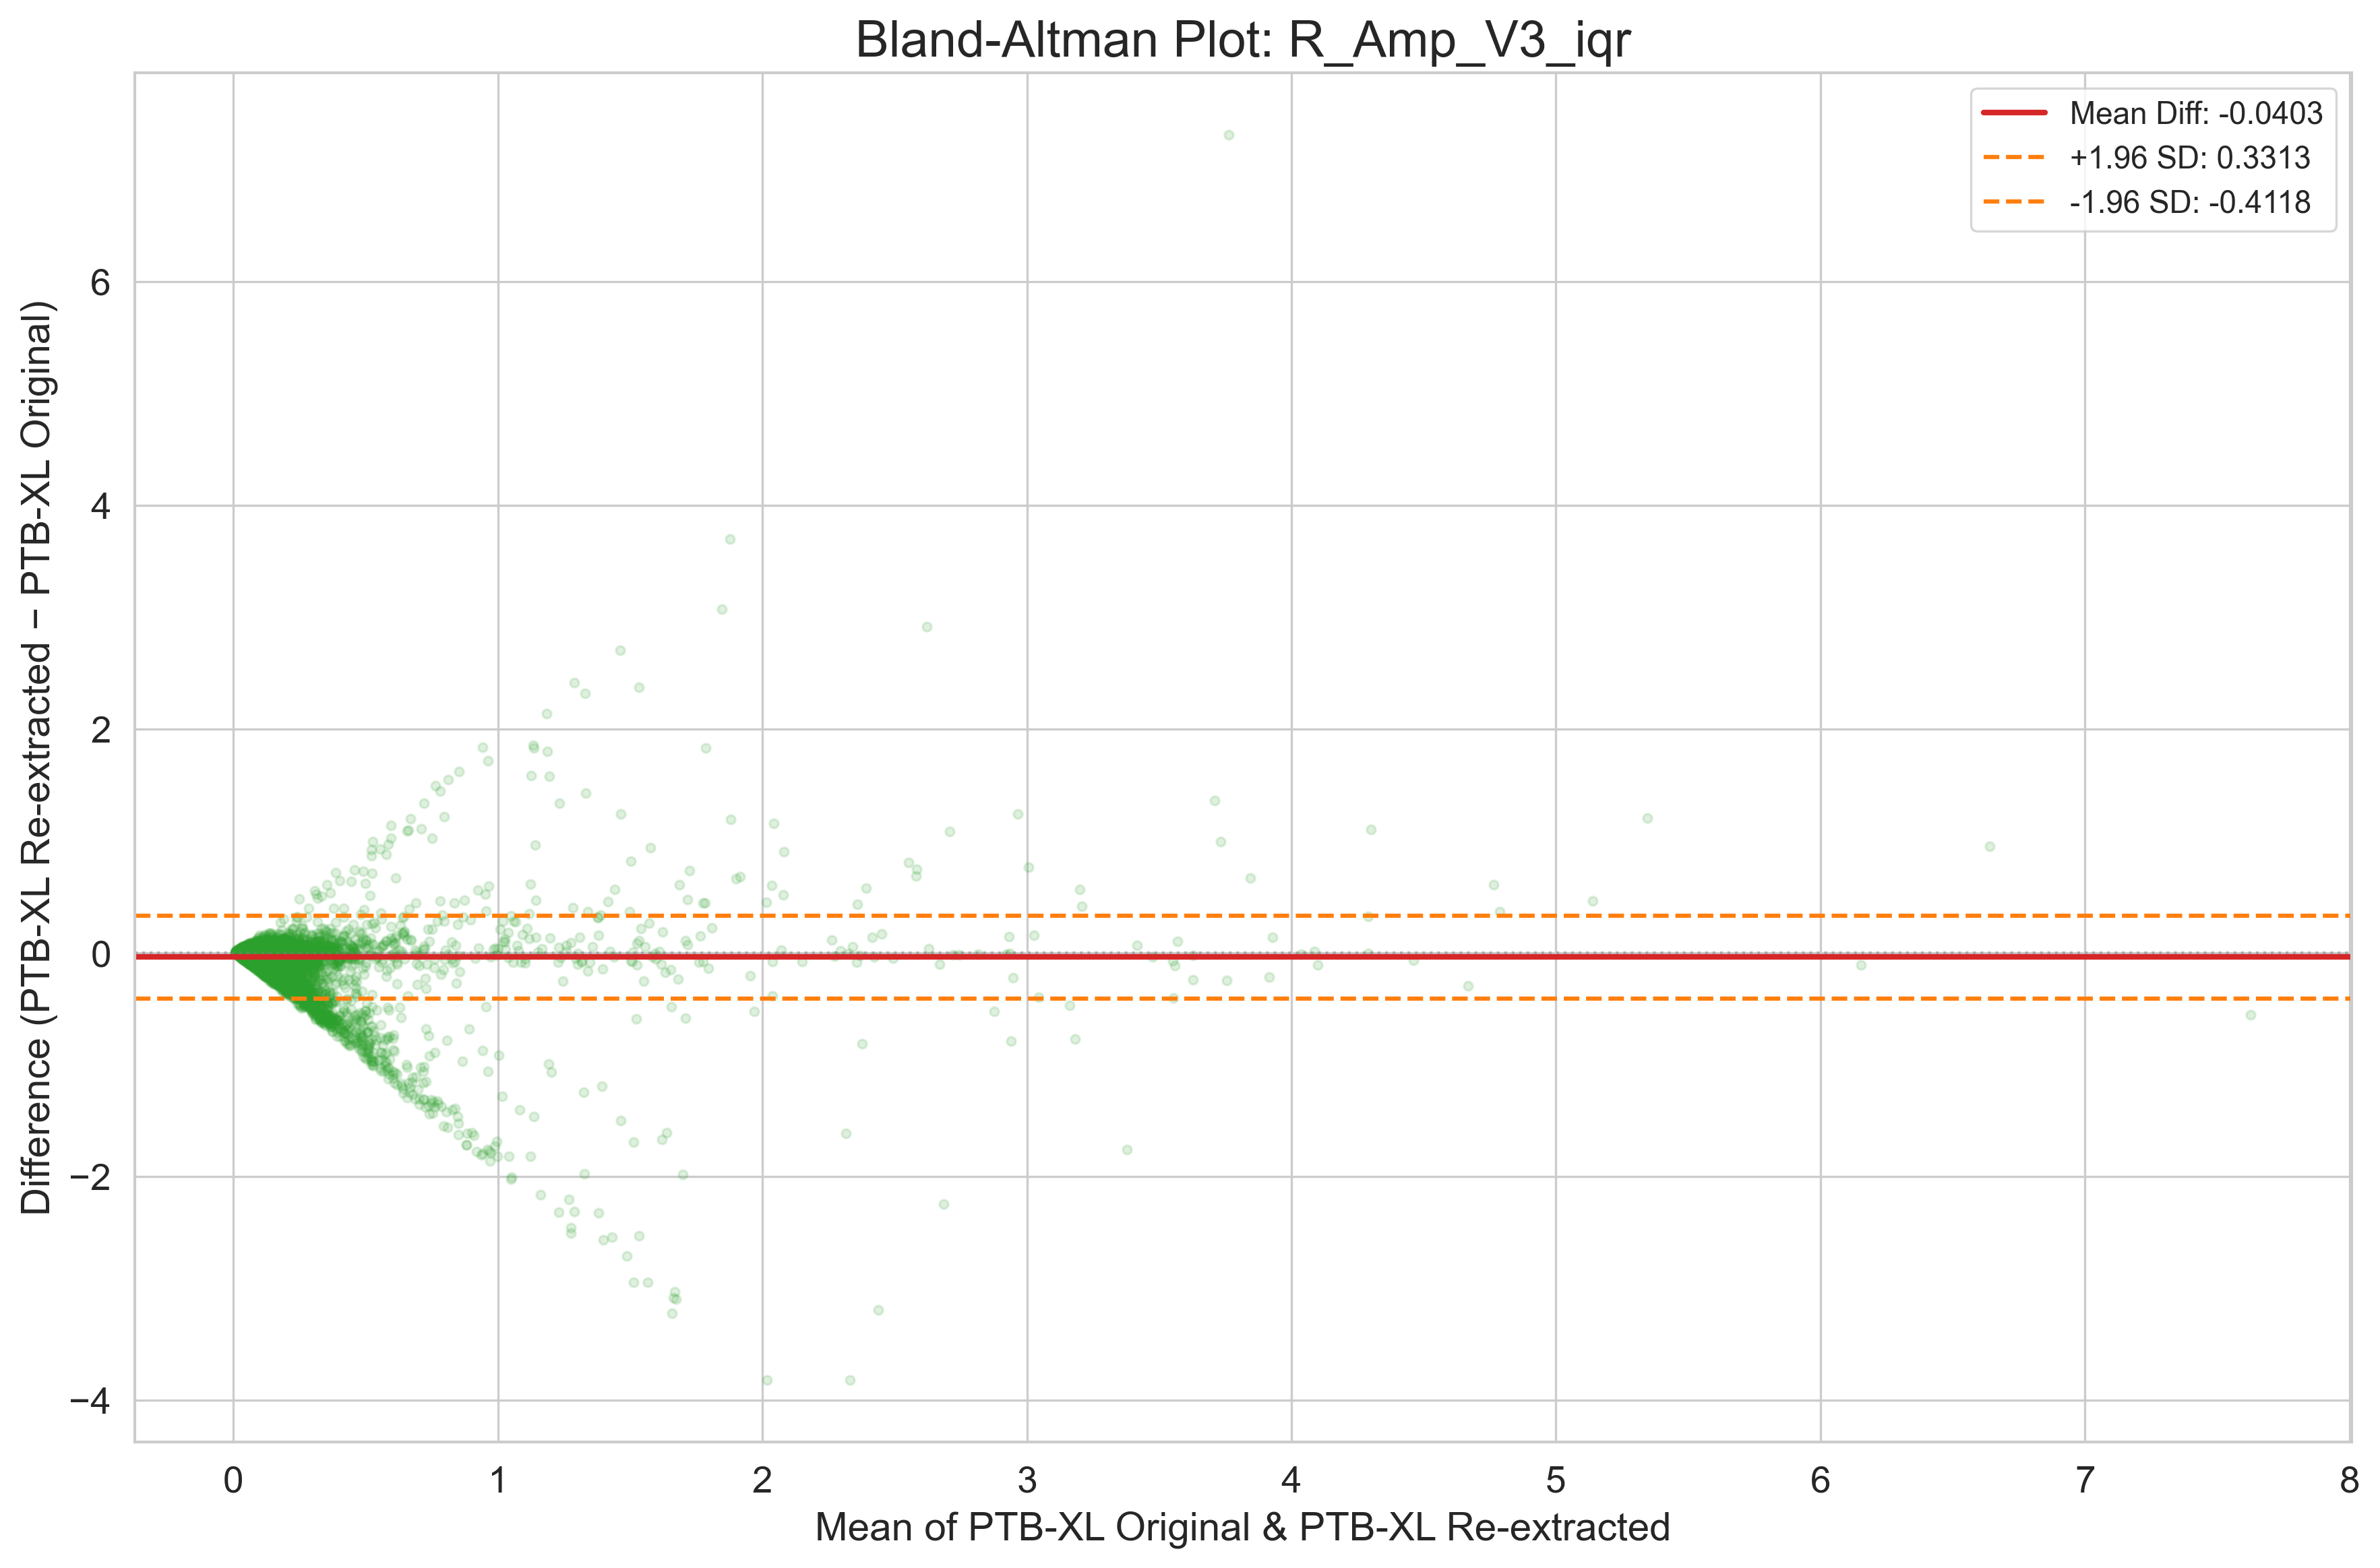 Bland-Altman Plot: R_Amp_V3_iqr
Mean Diff: -0.0403
+1.96 SD: 0.3313
-1.96 SD: -0.4118
Difference (PTB-XL Re-extracted − PTB-XL Original)
6
4
2
0
−2
−4
0 1 2 3 4 5 6 7 8
Mean of PTB-XL Original & PTB-XL Re-extracted